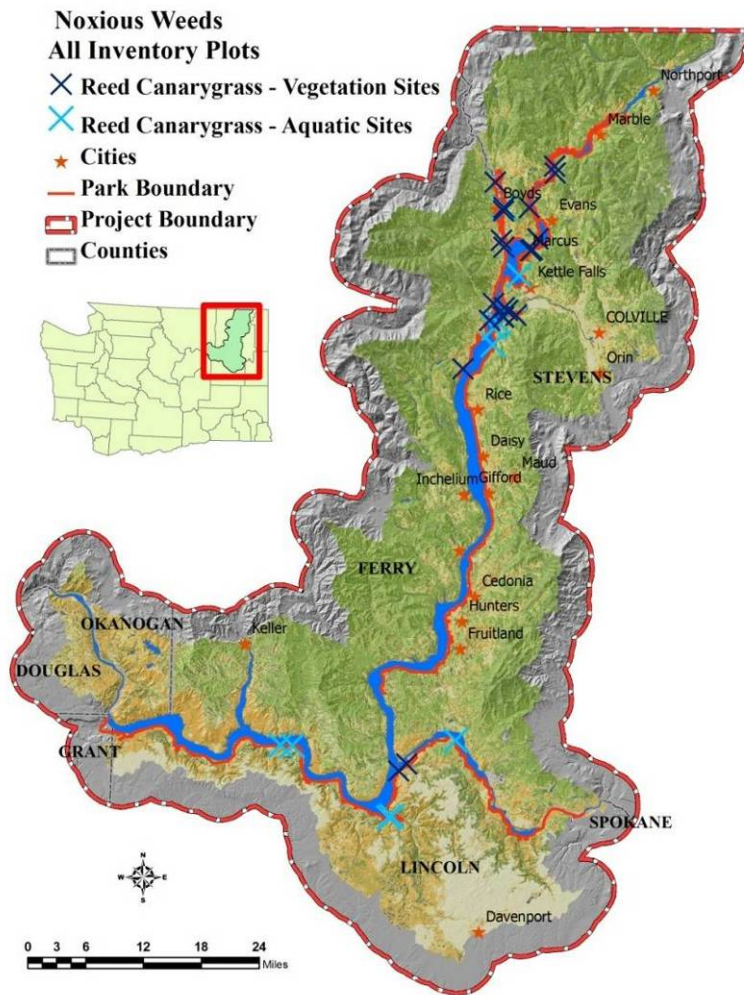 Noxious Weeds
All Inventory Plots
Reed Canarygrass - Vegetation Sites
Reed Canarygrass - Aquatic Sites
Cities
Park Boundary
Project Boundary
Counties
Northport
Marble
Boyds
Evans
Marcus
Kettle Falls
COLVILLE
Orin
STEVENS
Rice
Daisy
Maud
Inchelium
Gifford
FERRY
Cedonia
Hunters
Fruitland
OKANOGAN
Keller
DOUGLAS
GRANT
SPOKANE
LINCOLN
N
W E
S
Davenport
0 3 6 12 18 24
Miles